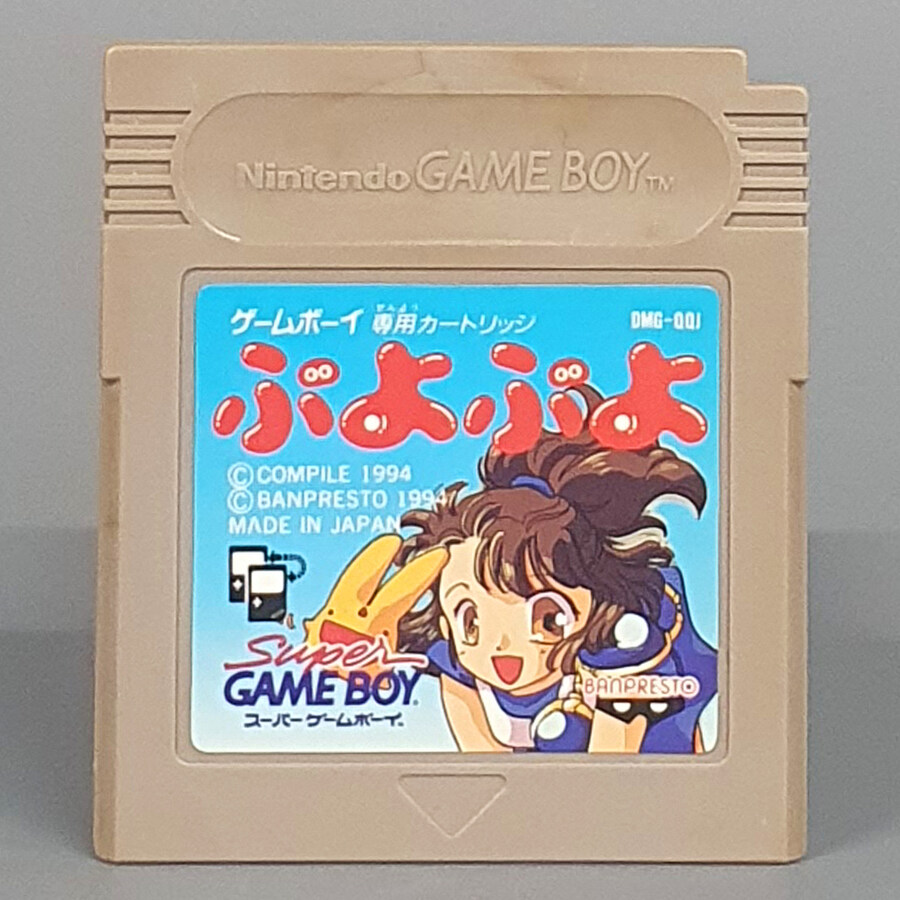 Nintendo GAME BOY TM
ゲームボーイ 専用カートリッジ DMG-QQJ
せんよう
ぷよぷよ
©COMPILE 1994
©BANPRESTO 1994
MADE IN JAPAN
Super
GAME BOY®
スーパーゲームボーイ®
BANPRESTO